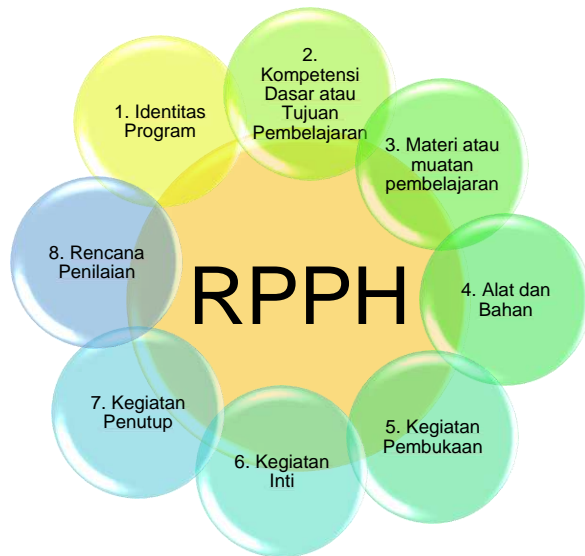 1. Identitas
Program
2.
Kompetensi
Dasar atau
Tujuan
Pembelajaran
3. Materi atau
muatan
pembelajaran
4. Alat dan
Bahan
5. Kegiatan
Pembukaan
6. Kegiatan
Inti
7. Kegiatan
Penutup
8. Rencana
Penilaian
RPPH